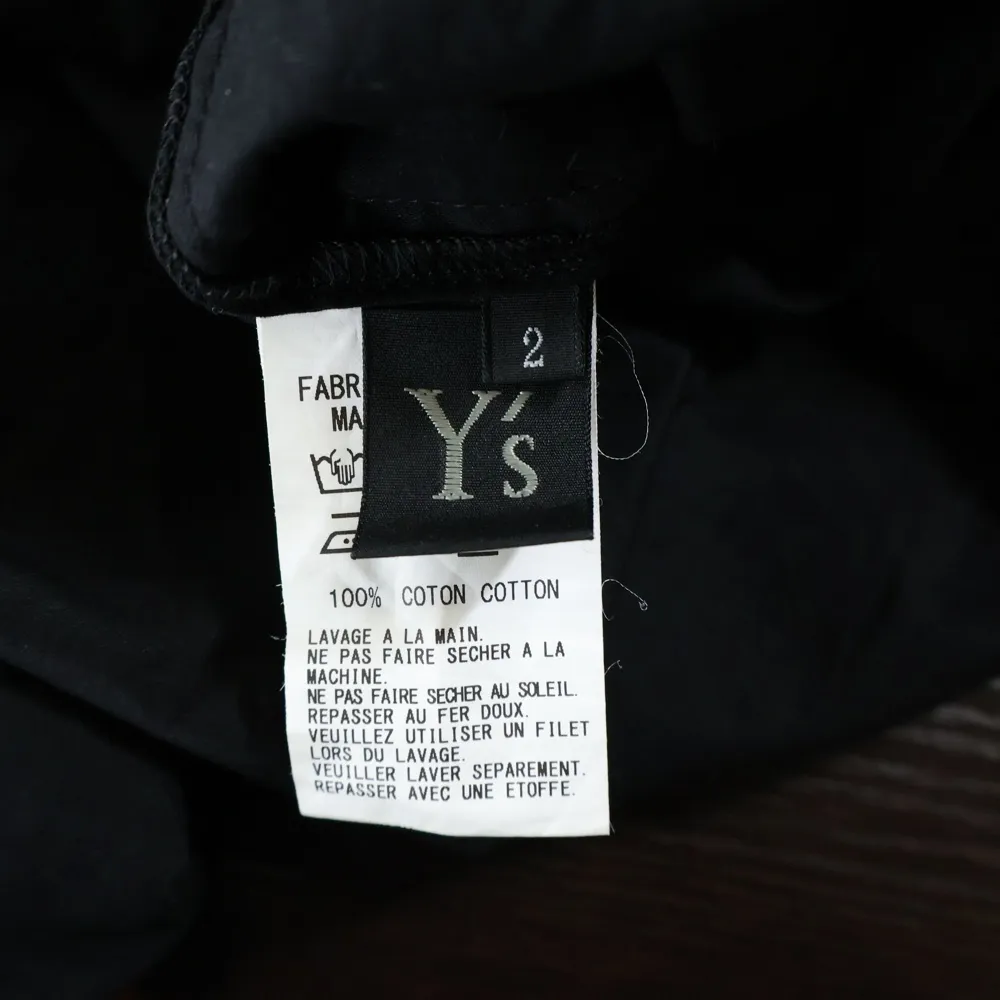 2
Y's
FABR
MA
100% COTON COTTON
LAVAGE A LA MAIN.
NE PAS FAIRE SECHER A LA
MACHINE.
NE PAS FAIRE SECHER AU SOLEIL.
REPASSER AU FER DOUX.
VEUILLEZ UTILISER UN FILET
LORS DU LAVAGE.
VEUILLER LAVER SEPAREMENT.
REPASSER AVEC UNE ETOFFE.